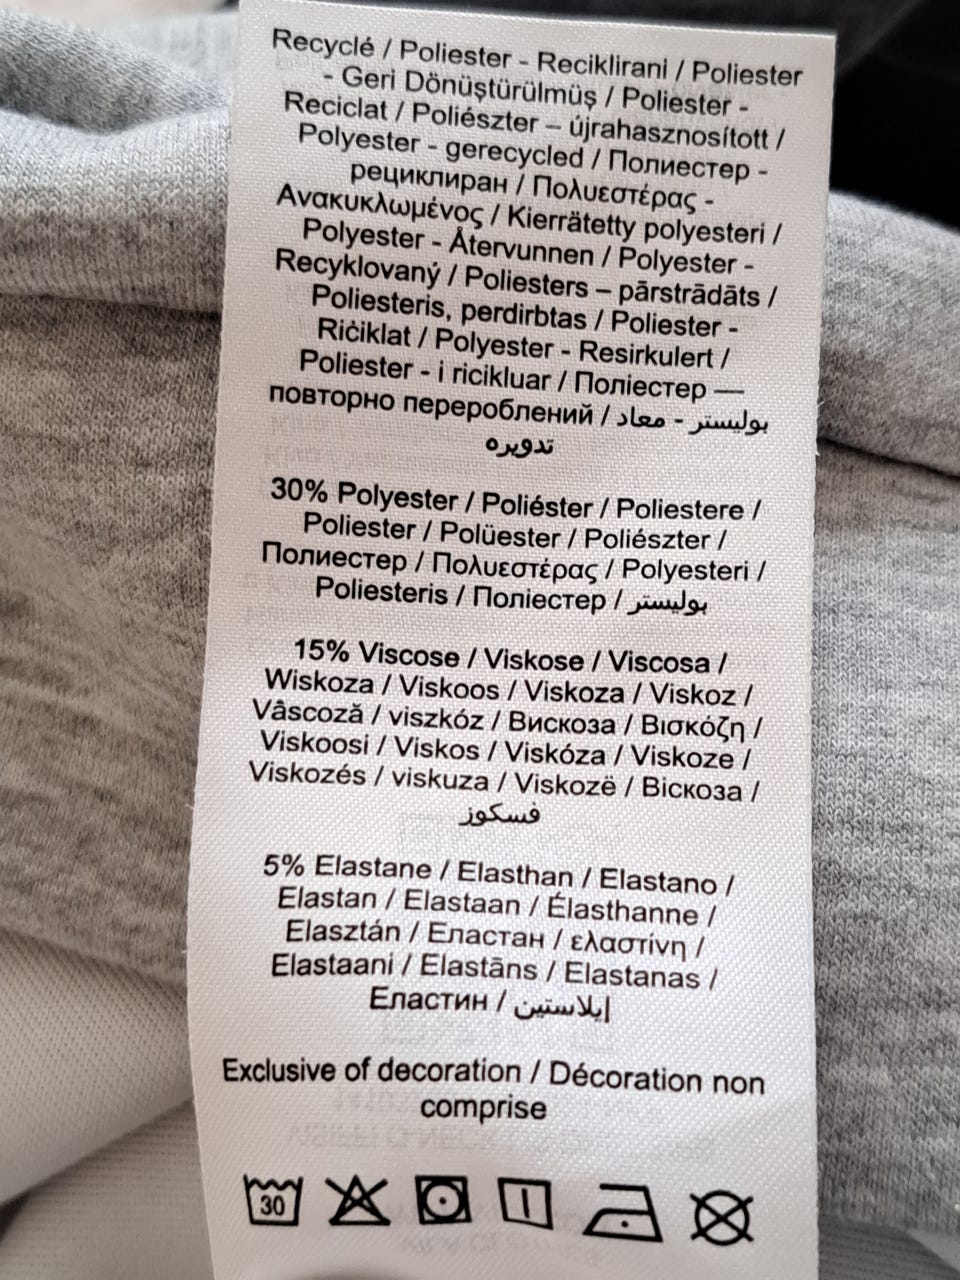 Recyclé / Poliester - Reciklirani / Poliester
- Geri Dönüştürülmüş / Poliester -
Reciclat / Poliészter – újrahasznosított /
Polyester - gerecycled / Полиестер -
рециклиран / Πολυεστέρας -
Ανακυκλωμένος / Kierrätetty polyesteri /
Polyester - Återvunnen / Polyester -
Recyklovaný / Poliesters – pārstrādāts /
Poliesteris, perdirbtas / Poliester -
Riċiklat / Polyester - Resirkulert /
Poliester - i ricikluar / Поліестер —
повторно перероблений / بوليستر - معاد
تدويره
30% Polyester / Poliéster / Poliestere /
Poliester / Polüester / Poliészter /
Полиестер / Πολυεστέρας / Polyesteri /
Poliesteris / Поліестер / بوليستر
15% Viscose / Viskose / Viscosa /
Wiskoza / Viskoos / Viskoza / Viskoz /
Vâscoză / viszkóz / Вискоза / Βισκόζη /
Viskoosi / Viskos / Viskóza / Viskoze /
Viskozés / viskuza / Viskozë / Віскоза /
فسكوز
5% Elastane / Elasthan / Elastano /
Elastan / Elastaan / Élasthanne /
Elasztán / Еластан / ελαστίνη /
Elastaani / Elastāns / Elastanas /
Еластин / إيلاستين
Exclusive of decoration / Décoration non
comprise
30